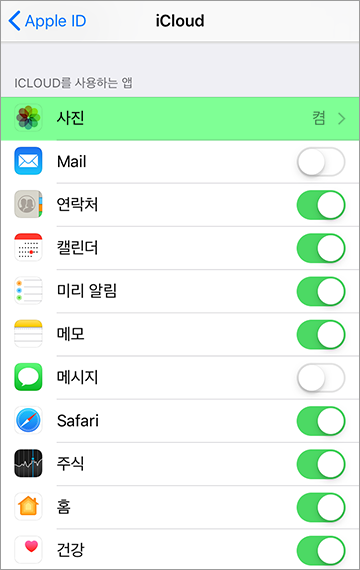 Apple ID
iCloud
ICLOUD를 사용하는 앱
사진 켬
Mail
연락처
캘린더
미리 알림
메모
메시지
Safari
주식
홈
건강